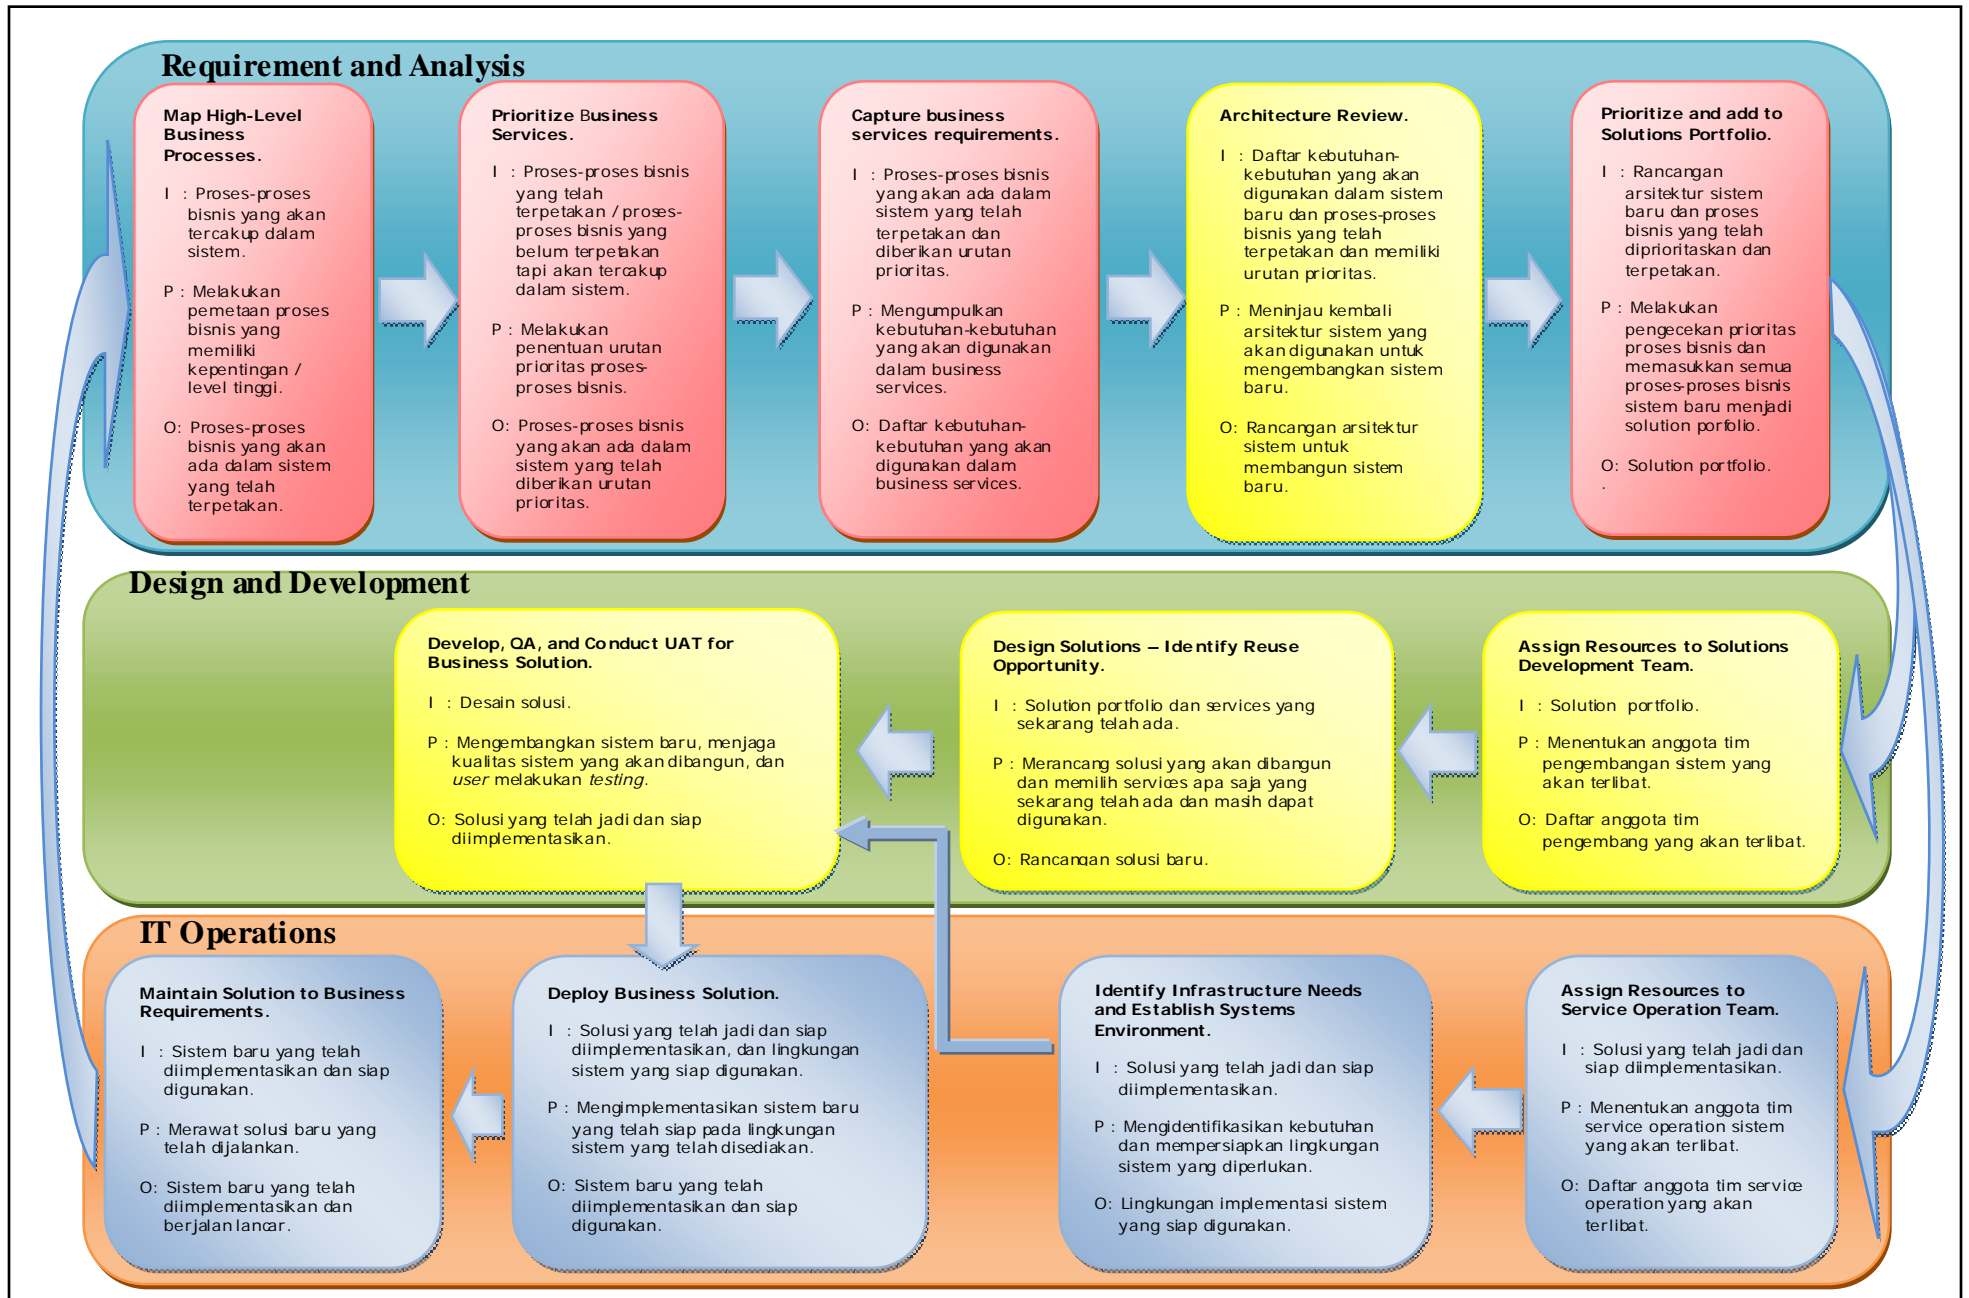 Requirement and Analysis
Map High-Level
Business
Processes.
I : Proses-proses
bisnis yang akan
tercakup dalam
sistem.
P : Melakukan
pemetaan proses
bisnis yang
memiliki
kepentingan /
level tinggi.
O: Proses-proses
bisnis yang akan
ada dalam sistem
yang telah
terpetakan.
Prioritize Business
Services.
I : Proses-proses bisnis
yang telah
terpetakan / proses-
proses bisnis yang
belum terpetakan
tapi akan tercakup
dalam sistem.
P : Melakukan
penentuan urutan
prioritas proses-
proses bisnis.
O: Proses-proses bisnis
yang akan ada dalam
sistem yang telah
diberikan urutan
prioritas.
Capture business
services requirements.
I : Proses-proses bisnis
yang akan ada dalam
sistem yang telah
terpetakan dan
diberikan urutan
prioritas.
P : Mengumpulkan
kebutuhan-kebutuhan
yang akan digunakan
dalam business
services.
O: Daftar kebutuhan-
kebutuhan yang akan
digunakan dalam
business services.
Architecture Review.
I : Daftar kebutuhan-
kebutuhan yang akan
digunakan dalam sistem
baru dan proses-proses
bisnis yang telah
terpetakan dan memiliki
urutan prioritas.
P : Meninjau kembali
arsitektur sistem yang
akan digunakan untuk
mengembangkan sistem
baru.
O: Rancangan arsitektur
sistem untuk
membangun sistem
baru.
Prioritize and add to
Solutions Portfolio.
I : Rancangan
arsitektur sistem
baru dan proses
bisnis yang telah
diprioritaskan dan
terpetakan.
P : Melakukan
pengecekan prioritas
proses bisnis dan
memasukkan semua
proses-proses bisnis
sistem baru menjadi
solution porfolio.
O: Solution portfolio.
.
Design and Development
Develop, QA, and Conduct UAT for
Business Solution.
I : Desain solusi.
P : Mengembangkan sistem baru, menjaga
kualitas sistem yang akan dibangun, dan
user melakukan testing.
O: Solusi yang telah jadi dan siap
diimplementasikan.
Design Solutions – Identify Reuse
Opportunity.
I : Solution portfolio dan services yang
sekarang telah ada.
P : Merancang solusi yang akan dibangun
dan memilih services apa saja yang
sekarang telah ada dan masih dapat
digunakan.
O: Rancangan solusi baru.
Assign Resources to Solutions
Development Team.
I : Solution portfolio.
P : Menentukan anggota tim
pengembangan sistem yang
akan terlibat.
O: Daftar anggota tim
pengembang yang akan terlibat.
IT Operations
Maintain Solution to Business
Requirements.
I : Sistem baru yang telah
diimplementasikan dan siap
digunakan.
P : Merawat solusi baru yang
telah dijalankan.
O: Sistem baru yang telah
diimplementasikan dan
berjalan lancar.
Deploy Business Solution.
I : Solusi yang telah jadi dan siap
diimplementasikan, dan lingkungan
sistem yang siap digunakan.
P : Mengimplementasikan sistem baru
yang telah siap pada lingkungan
sistem yang telah disediakan.
O: Sistem baru yang telah
diimplementasikan dan siap
digunakan.
Identify Infrastructure Needs
and Establish Systems
Environment.
I : Solusi yang telah jadi dan siap
diimplementasikan.
P : Mengidentifikasikan kebutuhan
dan mempersiapkan lingkungan
sistem yang diperlukan.
O: Lingkungan implementasi sistem
yang siap digunakan.
Assign Resources to
Service Operation Team.
I : Solusi yang telah jadi dan
siap diimplementasikan.
P : Menentukan anggota tim
service operation sistem
yang akan terlibat.
O: Daftar anggota tim service
operation yang akan
terlibat.